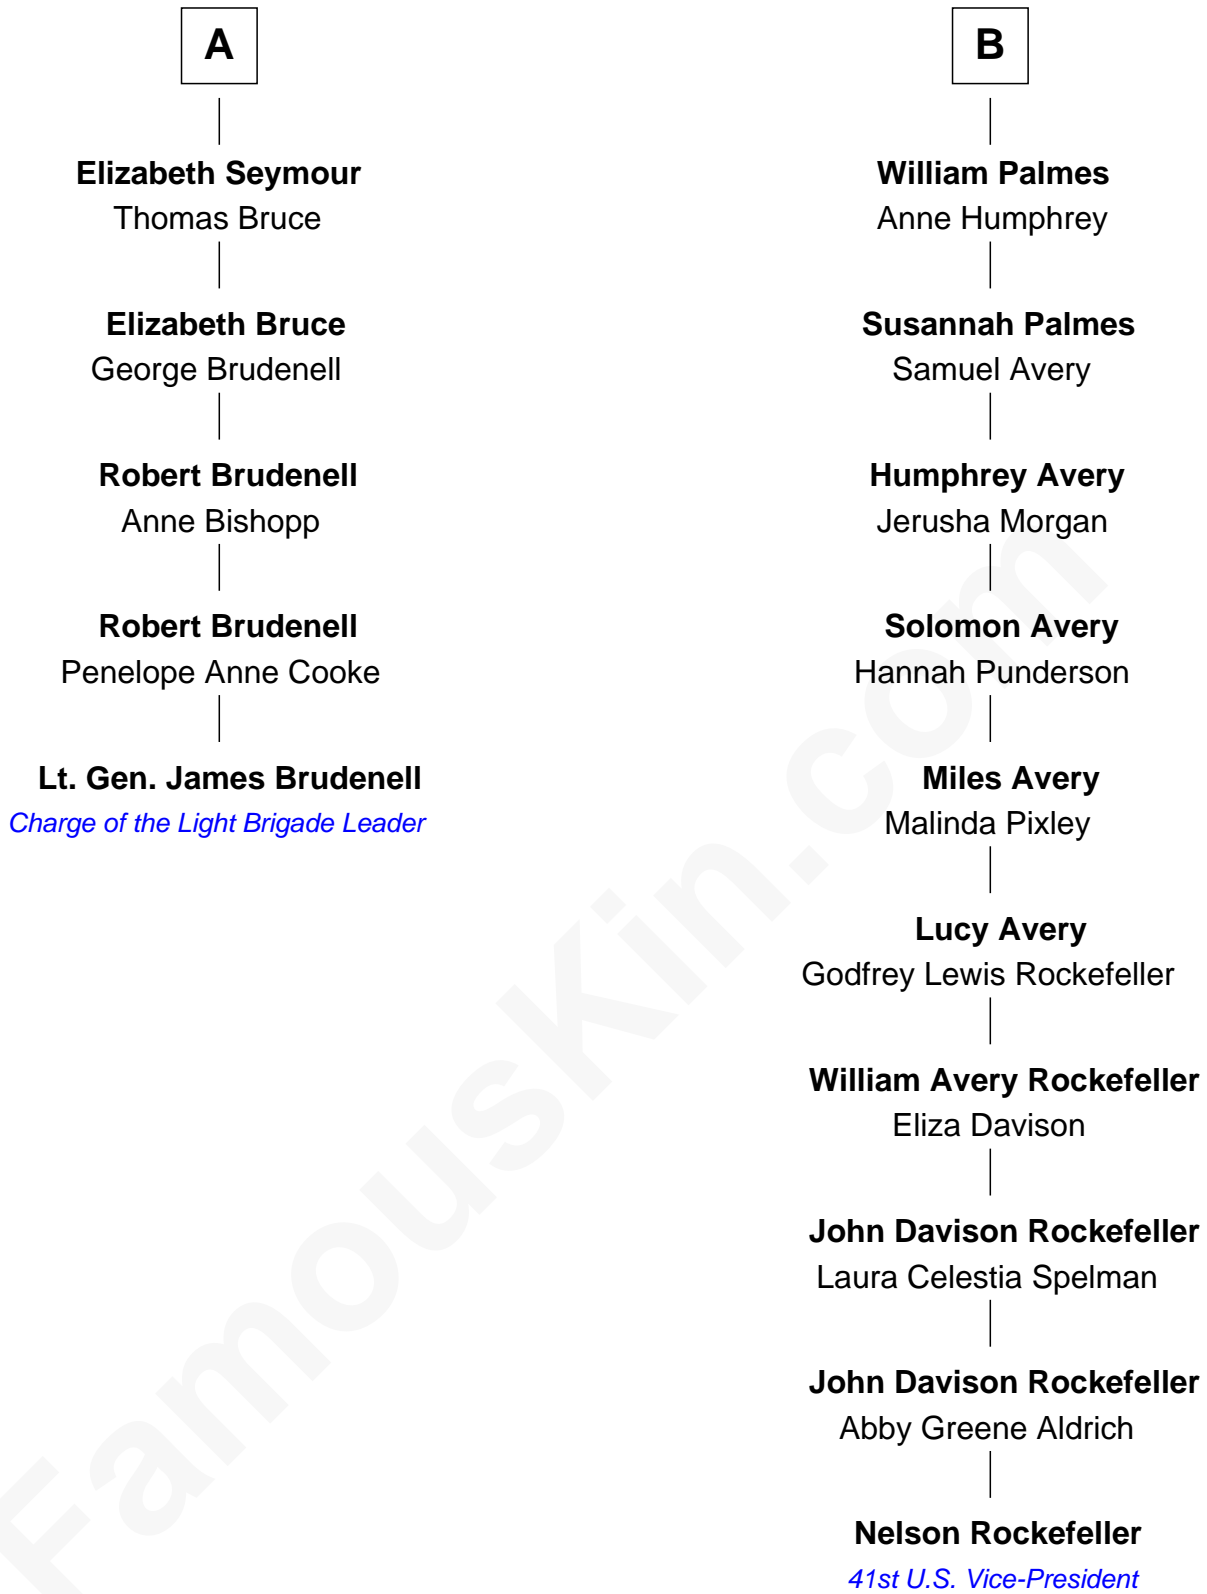 A
Elizabeth Seymour
Thomas Bruce
Elizabeth Bruce
George Brudenell
Robert Brudenell
Anne Bishopp
Robert Brudenell
Penelope Anne Cooke
Lt. Gen. James Brudenell
Charge of the Light Brigade Leader
B
William Palmes
Anne Humphrey
Susannah Palmes
Samuel Avery
Humphrey Avery
Jerusha Morgan
Solomon Avery
Hannah Punderson
Miles Avery
Malinda Pixley
Lucy Avery
Godfrey Lewis Rockefeller
William Avery Rockefeller
Eliza Davison
John Davison Rockefeller
Laura Celestia Spelman
John Davison Rockefeller
Abby Greene Aldrich
Nelson Rockefeller
41st U.S. Vice-President
FamousKin.com